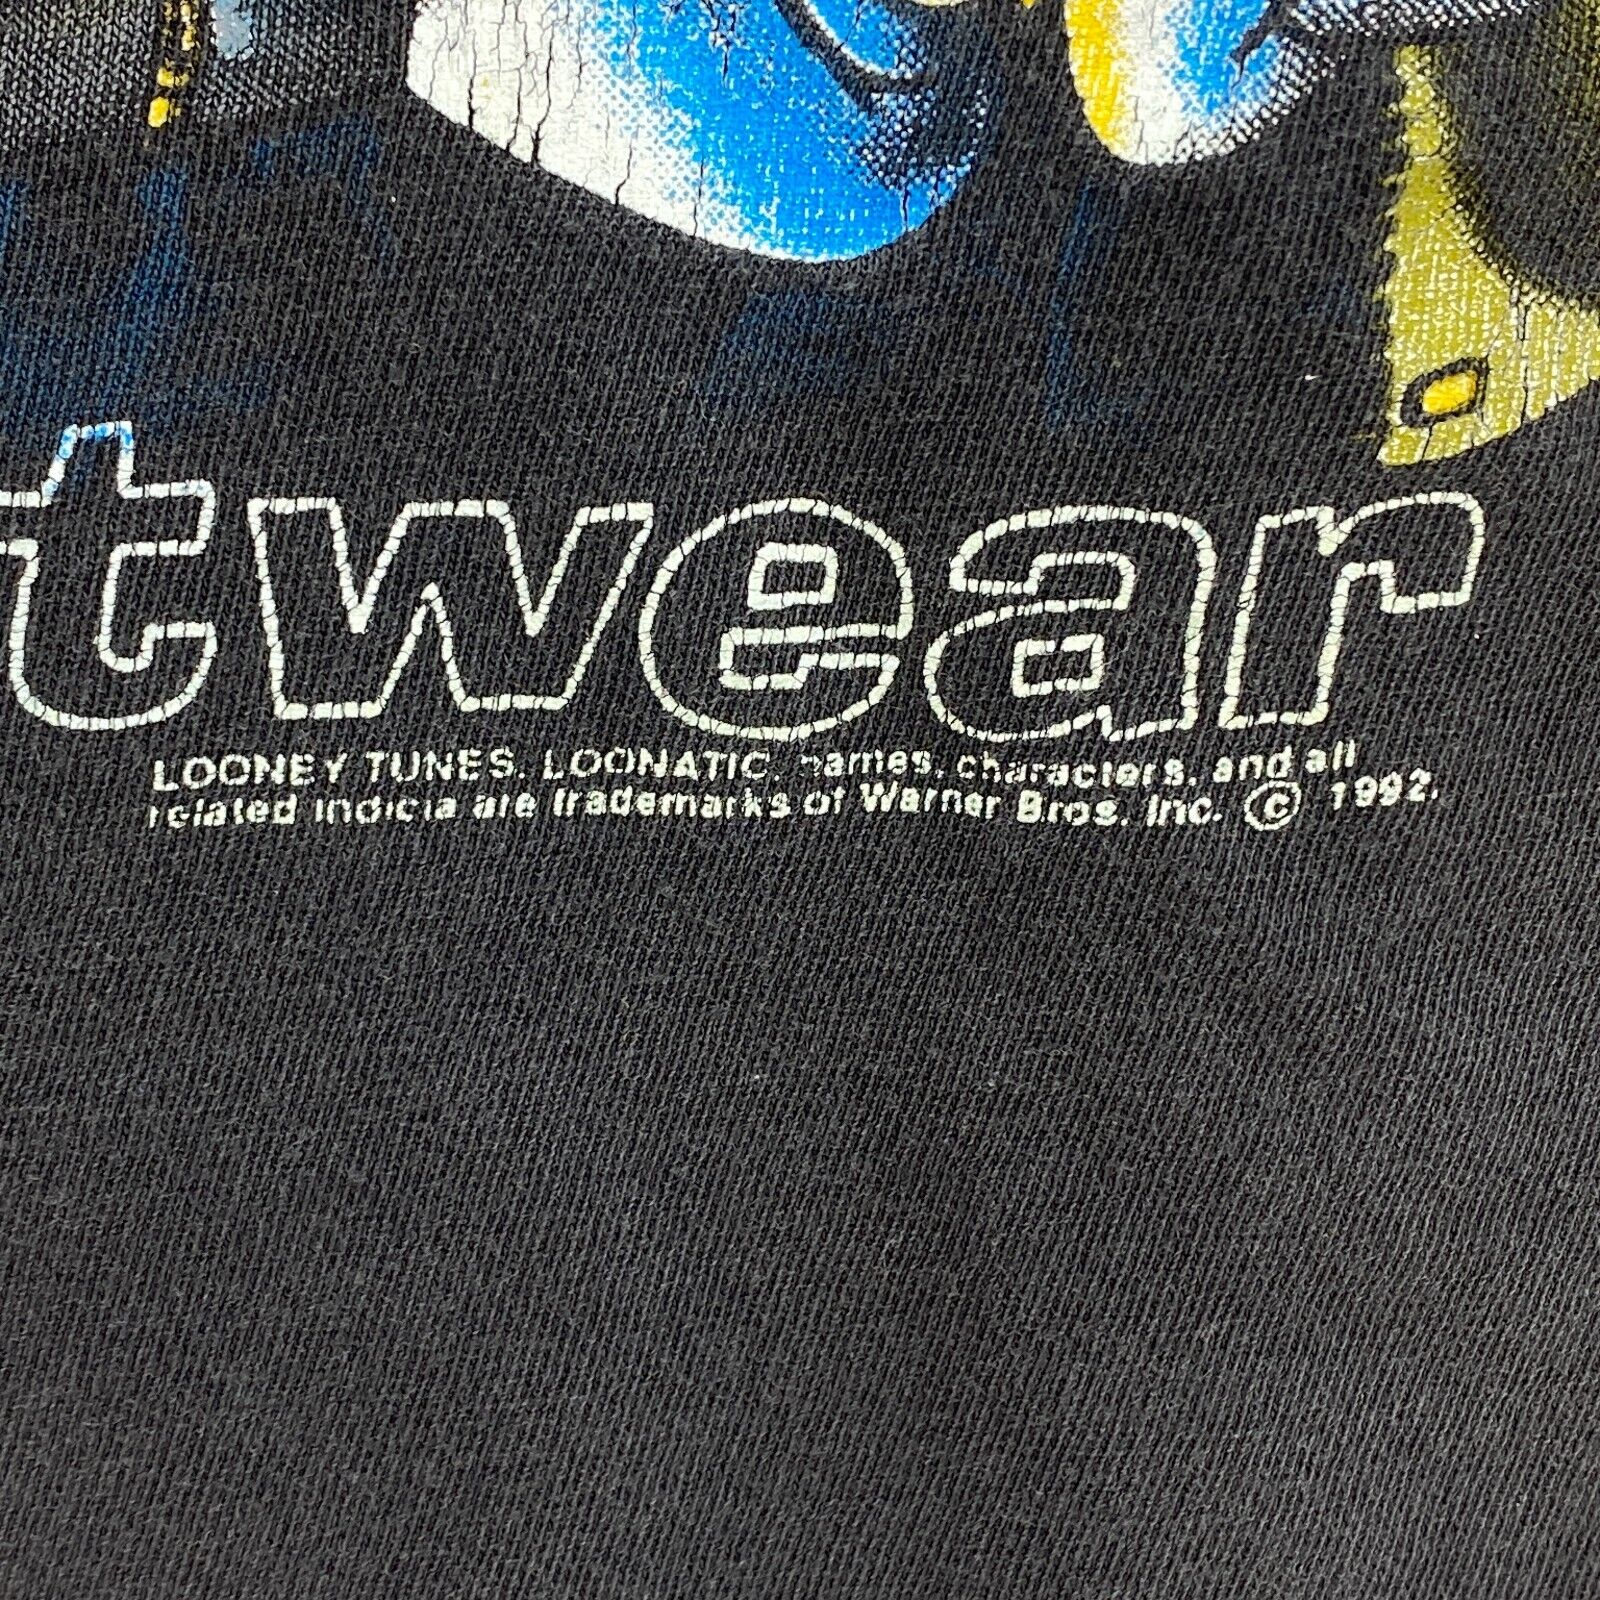 twear
LOONEY TUNES, LOONATIC, names, characters, and all
related indicia are trademarks of Warner Bros. Inc. © 1992.